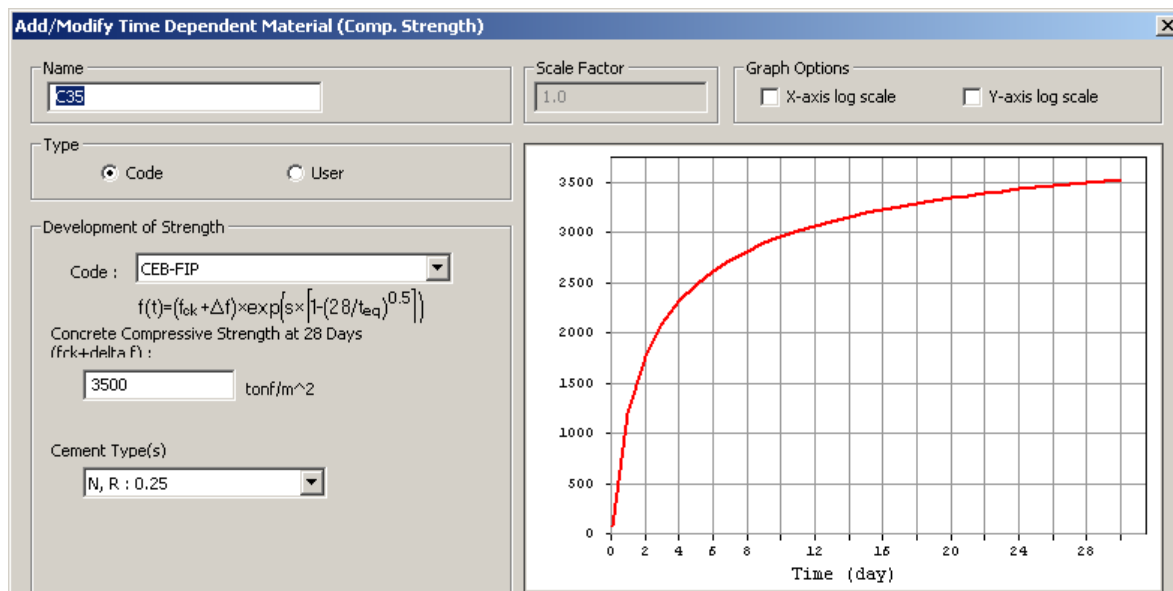 Add/Modify Time Dependent Material (Comp. Strength)
Name
C35
Scale Factor
1.0
Graph Options
X-axis log scale
Y-axis log scale
Type
Code
User
Development of Strength
Code :
CEB-FIP
f(t)=(fck+Δf)×exp(s×[1-(28/teq)0.5])
Concrete Compressive Strength at 28 Days
(fck+delta f) :
3500
tonf/m^2
Cement Type(s)
N, R : 0.25
3500
3000
2500
2000
1500
1000
500
0
0 2 4 6 8 12 16 20 24 28
Time (day)